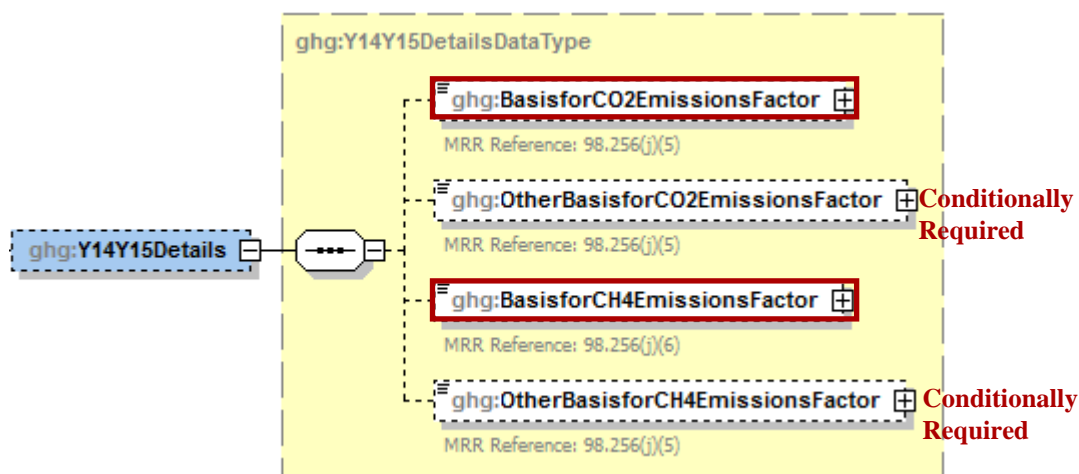 ghg:Y14Y15DetailsDataType
ghg:BasisforCO2EmissionsFactor
MRR Reference: 98.256(j)(5)
ghg:OtherBasisforCO2EmissionsFactor
Conditionally
Required
MRR Reference: 98.256(j)(5)
ghg:Y14Y15Details
ghg:BasisforCH4EmissionsFactor
MRR Reference: 98.256(j)(6)
ghg:OtherBasisforCH4EmissionsFactor
Conditionally
Required
MRR Reference: 98.256(j)(5)